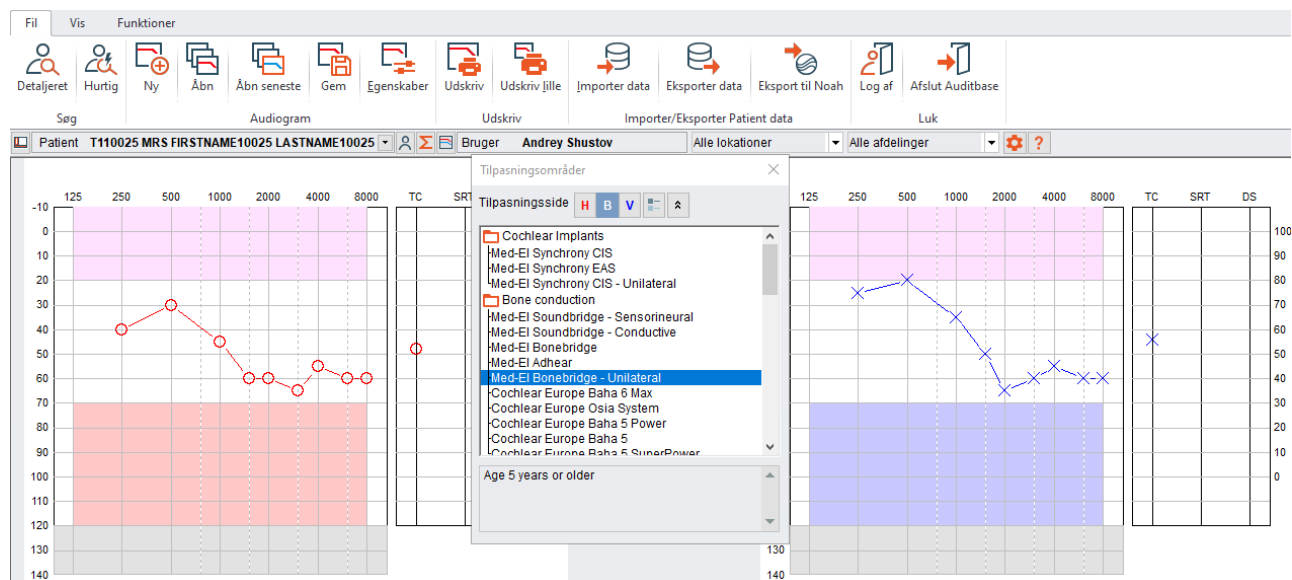 Fil Vis Funktioner
Detaljeret Hurtig Ny Åbn Åbn seneste Gem Egenskaber Udskriv Udskriv lille Importer data Eksporter data Eksport til Noah Log af Afslut Auditbase
Søg Audiogram Udskriv Importer/Eksporter Patient data Luk
Patient T110025 MRS FIRSTNAME10025 LASTNAME10025 Σ Bruger Andrey Shustov Alle lokationer Alle afdelinger ?
Tilpasningsområder
Tilpasningsside H B V
Cochlear Implants
Med-El Synchrony CIS
Med-El Synchrony EAS
Med-El Synchrony CIS - Unilateral
Bone conduction
Med-El Soundbridge - Sensorineural
Med-El Soundbridge - Conductive
Med-El Bonebridge
Med-El Adhear
Med-El Bonebridge - Unilateral
Cochlear Europe Baha 6 Max
Cochlear Europe Osia System
Cochlear Europe Baha 5 Power
Cochlear Europe Baha 5
Cochlear Europe Baha 5 SuperPower
Age 5 years or older
125 250 500 1000 2000 4000 8000 TC SRT
-10
0
10
20
30
40
50
60
70
80
90
100
110
120
130
140
125 250 500 1000 2000 4000 8000 TC SRT DS
100
90
80
70
60
50
40
30
20
10
0
130
140